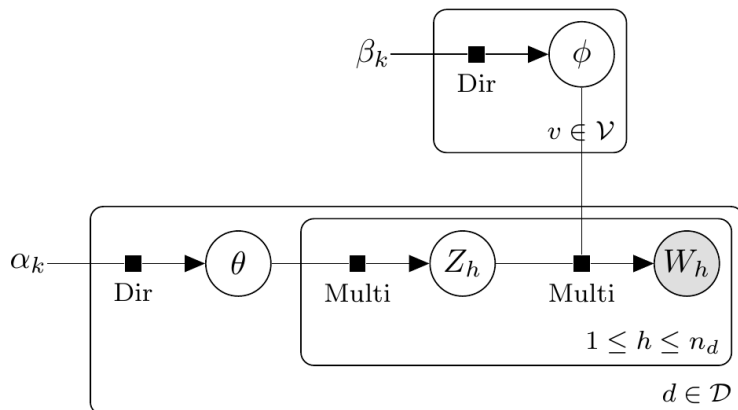 β_k
Dir
ϕ
v ∈ 𝒱
α_k
Dir
θ
Multi
Z_h
Multi
W_h
1 ≤ h ≤ n_d
d ∈ 𝒟